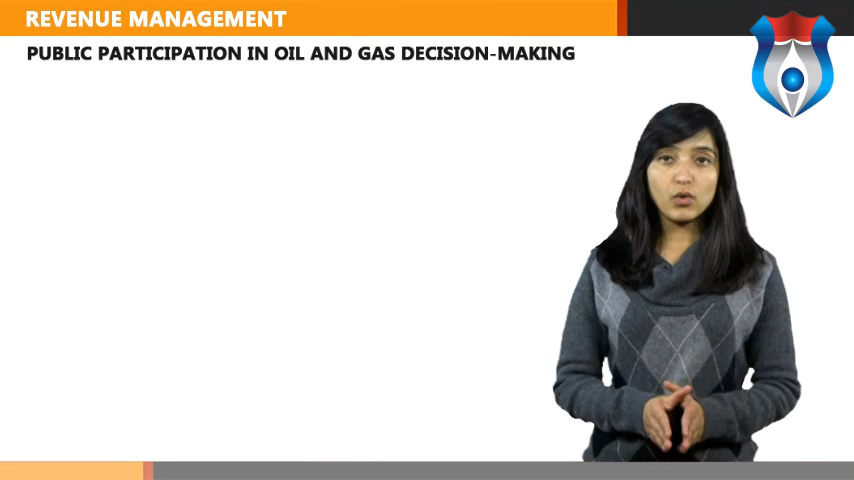 REVENUE MANAGEMENT
PUBLIC PARTICIPATION IN OIL AND GAS DECISION-MAKING